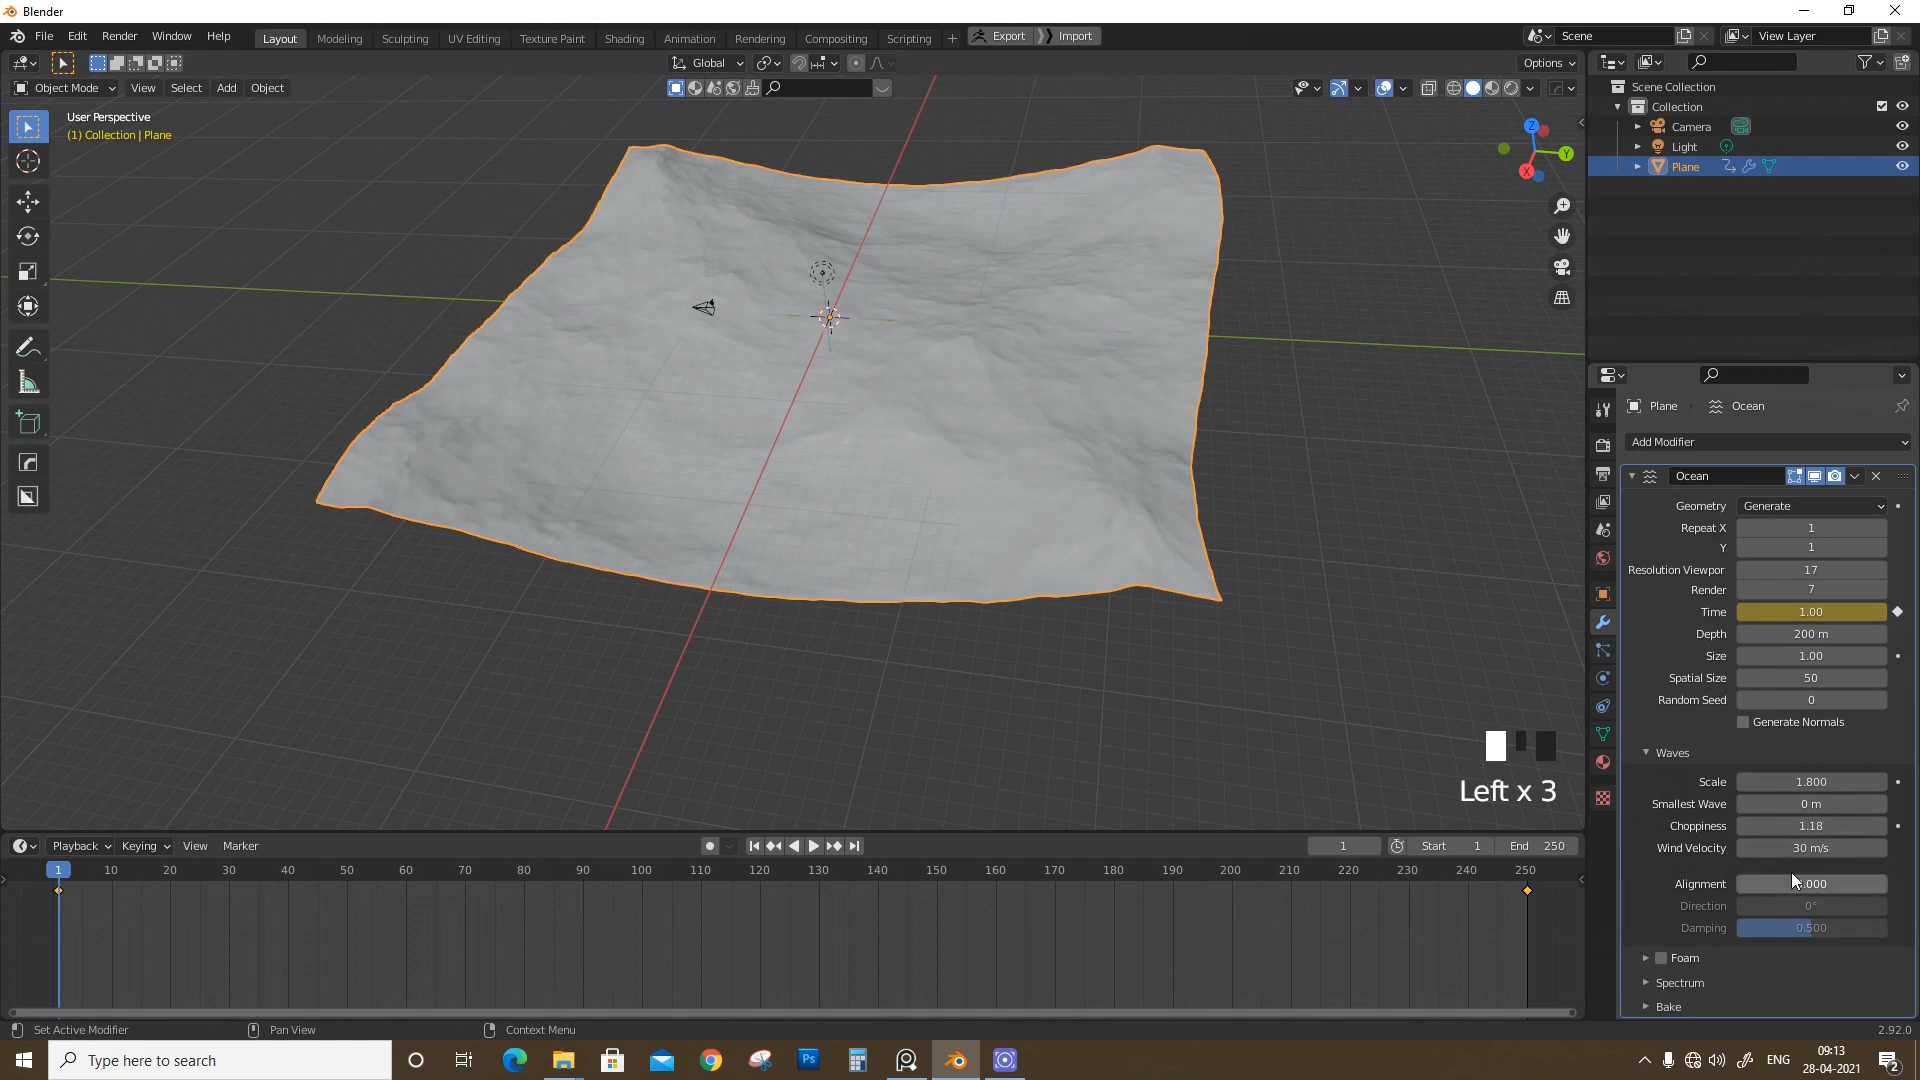 Blender
File Edit Render Window Help
Layout Modeling Sculpting UV Editing Texture Paint Shading Animation Rendering Compositing Scripting + Export Import
Scene View Layer
Global Options
Object Mode View Select Add Object
User Perspective
(1) Collection | Plane
Z
Y
X
Scene Collection
Collection
Camera
Light
Plane
Plane Ocean
Add Modifier
Ocean
Geometry Generate
Repeat X 1
Y 1
Resolution Viewpor 17
Render 7
Time 1.00
Depth 200 m
Size 1.00
Spatial Size 50
Random Seed 0
Generate Normals
Waves
Scale 1.800
Smallest Wave 0 m
Choppiness 1.18
Wind Velocity 30 m/s
Alignment .000
Direction 0°
Damping 0.500
Foam
Spectrum
Bake
Left x 3
Playback Keying View Marker 1 Start 1 End 250
1 10 20 30 40 50 60 70 80 90 100 110 120 130 140 150 160 170 180 190 200 210 220 230 240 250
Set Active Modifier Pan View Context Menu 2.92.0
Type here to search
Ps
ENG
09:13
28-04-2021
2